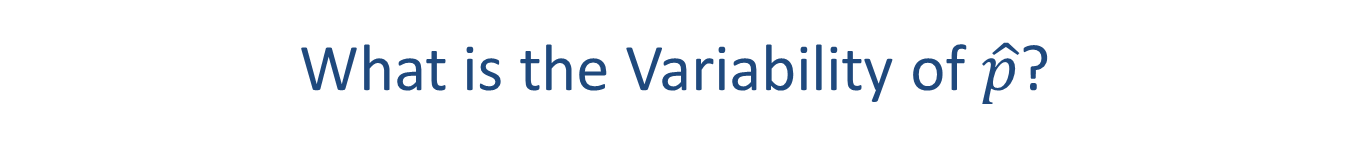 What is the Variability of p̂?